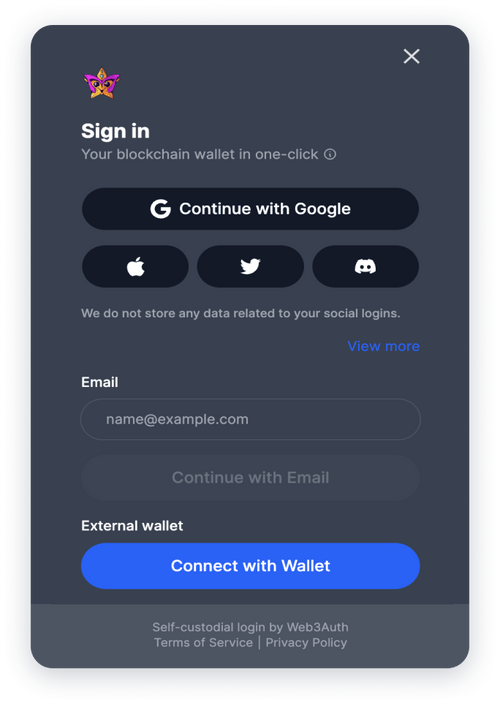 Sign in
Your blockchain wallet in one-click
Continue with Google
We do not store any data related to your social logins.
View more
Email
name@example.com
Continue with Email
External wallet
Connect with Wallet
Self-custodial login by Web3Auth
Terms of Service | Privacy Policy